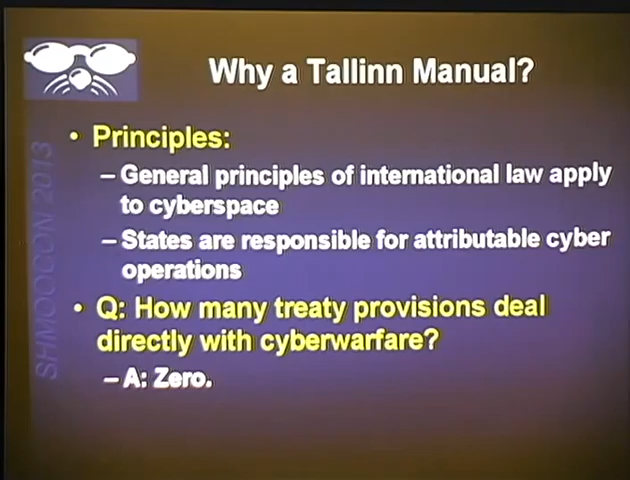 Why a Tallinn Manual?
• Principles:
– General principles of international law apply
to cyberspace
– States are responsible for attributable cyber
operations
• Q: How many treaty provisions deal
directly with cyberwarfare?
– A: Zero.
SHMOOCON 2013